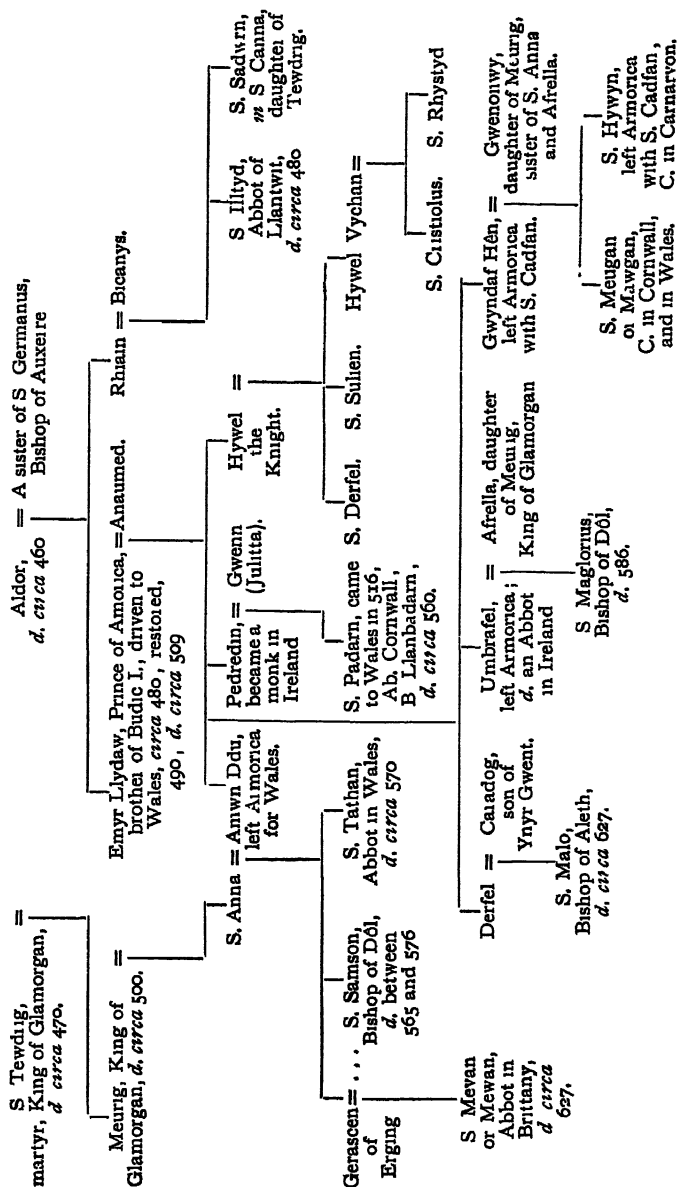 S Tewdrig,
martyr, King of Glamorgan,
d circa 470.
=
Aldor,
d. circa 460
= A sister of S Germanus,
Bishop of Auxerre
Meurig, King of
Glamorgan, d. circa 500.
=
Emyr Llydaw, Prince of Amorica,
brother of Budic I., driven to
Wales, circa 480, restored,
490, d. circa 509
= Anaumed.
Rhiain = Bicanys.
S. Anna = Amwn Ddu,
left Armorica
for Wales.
Pedredin,
became a
monk in
Ireland
= Gwenn
(Julitta).
Hywel
the
Knight.
=
S Illtyd,
Abbot of
Llantwit,
d. circa 480
S. Sadwrn,
m S Canna,
daughter of
Tewdrig.
Gerascen
of
Erging
= . . .
S. Samson,
Bishop of Dôl,
d. between
565 and 576
S. Tathan,
Abbot in Wales,
d. circa 570
S. Padarn, came
to Wales in 516,
Ab. Cornwall,
B Llanbadarn,
d. circa 560.
S. Derfel.
S. Sulien.
Hywel Vychan =
S Mevan
or Mewan,
Abbot in
Brittany,
d circa
627.
S. Cristiolus.
S. Rhystyd
Derfel = Caradog,
son of
Ynyr Gwent.
Umbrafel,
left Armorica;
d. an Abbot
in Ireland
= Afrella, daughter
of Meurig,
King of Glamorgan
Gwyndaf Hên,
left Armorica
with S. Cadfan.
= Gwenonwy,
daughter of Meurig,
sister of S. Anna
and Afrella.
S. Malo,
Bishop of Aleth,
d. circa 627.
S Maglorius,
Bishop of Dôl,
d. 586.
S. Meugan
or Mawgan,
C. in Cornwall,
and in Wales.
S. Hywyn,
left Armorica
with S. Cadfan,
C. in Carnarvon.